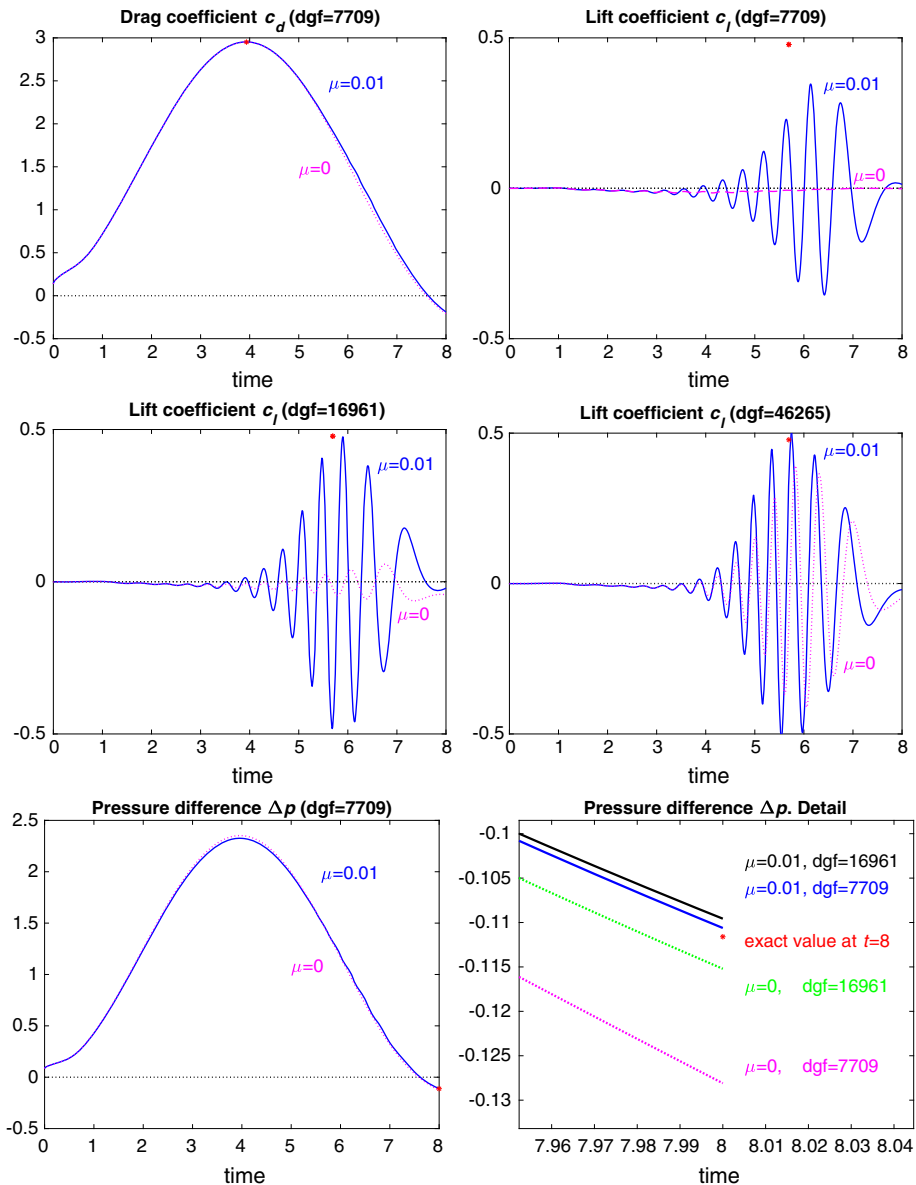 Drag coefficient c_d (dgf=7709)
3
2.5
2
1.5
1
0.5
0
-0.5
μ=0.01
μ=0
0 1 2 3 4 5 6 7 8
time
Lift coefficient c_l (dgf=7709)
0.5
0
-0.5
μ=0.01
μ=0
0 1 2 3 4 5 6 7 8
time
Lift coefficient c_l (dgf=16961)
0.5
0
-0.5
μ=0.01
μ=0
0 1 2 3 4 5 6 7 8
time
Lift coefficient c_l (dgf=46265)
0.5
0
-0.5
μ=0.01
μ=0
0 1 2 3 4 5 6 7 8
time
Pressure difference Δp (dgf=7709)
2.5
2
1.5
1
0.5
0
-0.5
μ=0.01
μ=0
0 1 2 3 4 5 6 7 8
time
Pressure difference Δp. Detail
-0.1
-0.105
-0.11
-0.115
-0.12
-0.125
-0.13
μ=0.01, dgf=16961
μ=0.01, dgf=7709
exact value at t=8
μ=0, dgf=16961
μ=0, dgf=7709
7.96 7.97 7.98 7.99 8 8.01 8.02 8.03 8.04
time